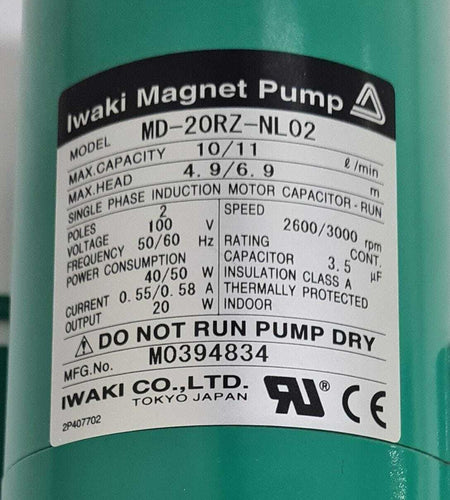 Iwaki Magnet Pump
MODEL MD-20RZ-NL02
MAX.CAPACITY 10/11 ℓ/min
MAX.HEAD 4.9/6.9 m
SINGLE PHASE INDUCTION MOTOR CAPACITOR-RUN
POLES 2
VOLTAGE 100 V
FREQUENCY 50/60 Hz
POWER CONSUMPTION
40/50 W
CURRENT 0.55/0.58 A
OUTPUT 20 W
SPEED
2600/3000 rpm
RATING CONT.
CAPACITOR 3.5 μF
INSULATION CLASS A
THERMALLY PROTECTED
INDOOR
⚠ DO NOT RUN PUMP DRY
MFG.No. M0394834
IWAKI CO.,LTD.
TOKYO JAPAN
RU® CE
2P407702